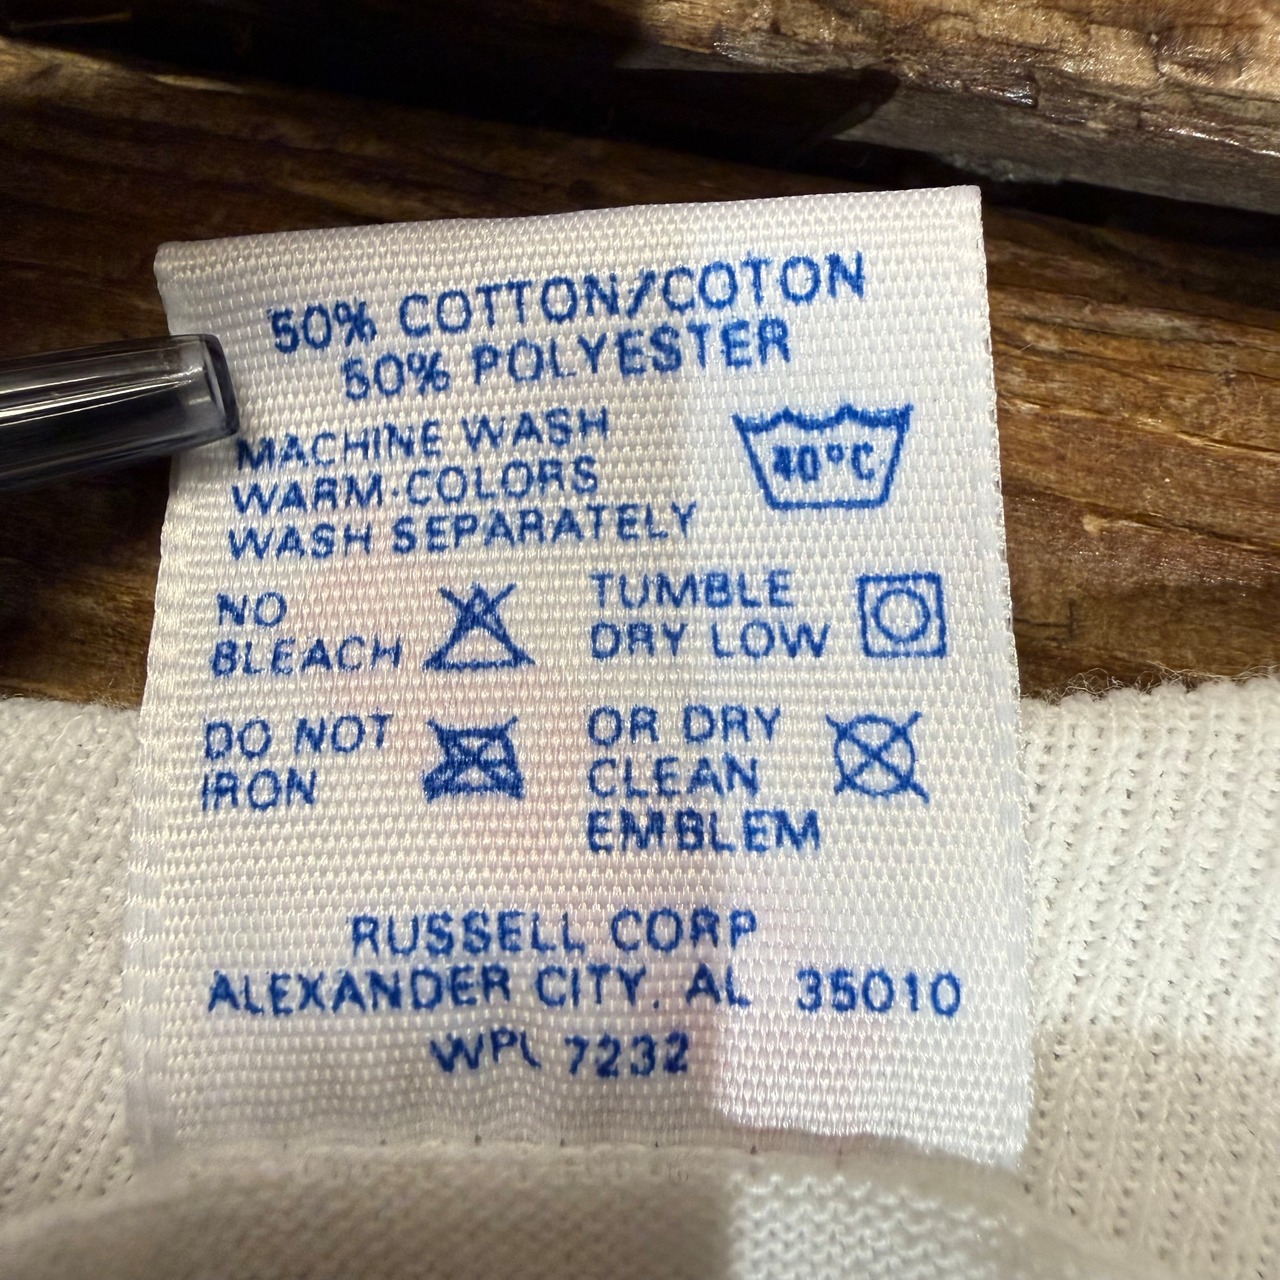 50% COTTON/COTON
50% POLYESTER
MACHINE WASH
WARM·COLORS
WASH SEPARATELY
40°C
NO
BLEACH
TUMBLE
DRY LOW
DO NOT
IRON
OR DRY
CLEAN
EMBLEM
RUSSELL CORP
ALEXANDER CITY, AL 35010
WPL 7232